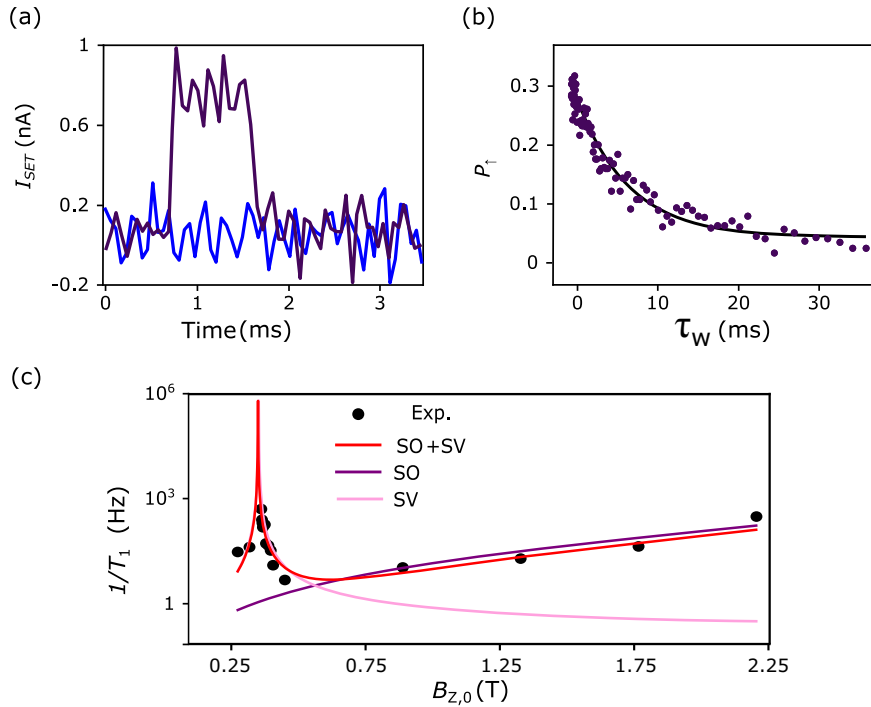 (a)
1
0.6
0.2
-0.2
I_SET (nA)
0
1
2
3
Time (ms)
(b)
0.3
0.2
0.1
0
P↑
0
10
20
30
τ_W (ms)
(c)
10^6
10^3
1
1/T_1 (Hz)
Exp.
SO+SV
SO
SV
0.25
0.75
1.25
1.75
2.25
B_Z,0 (T)